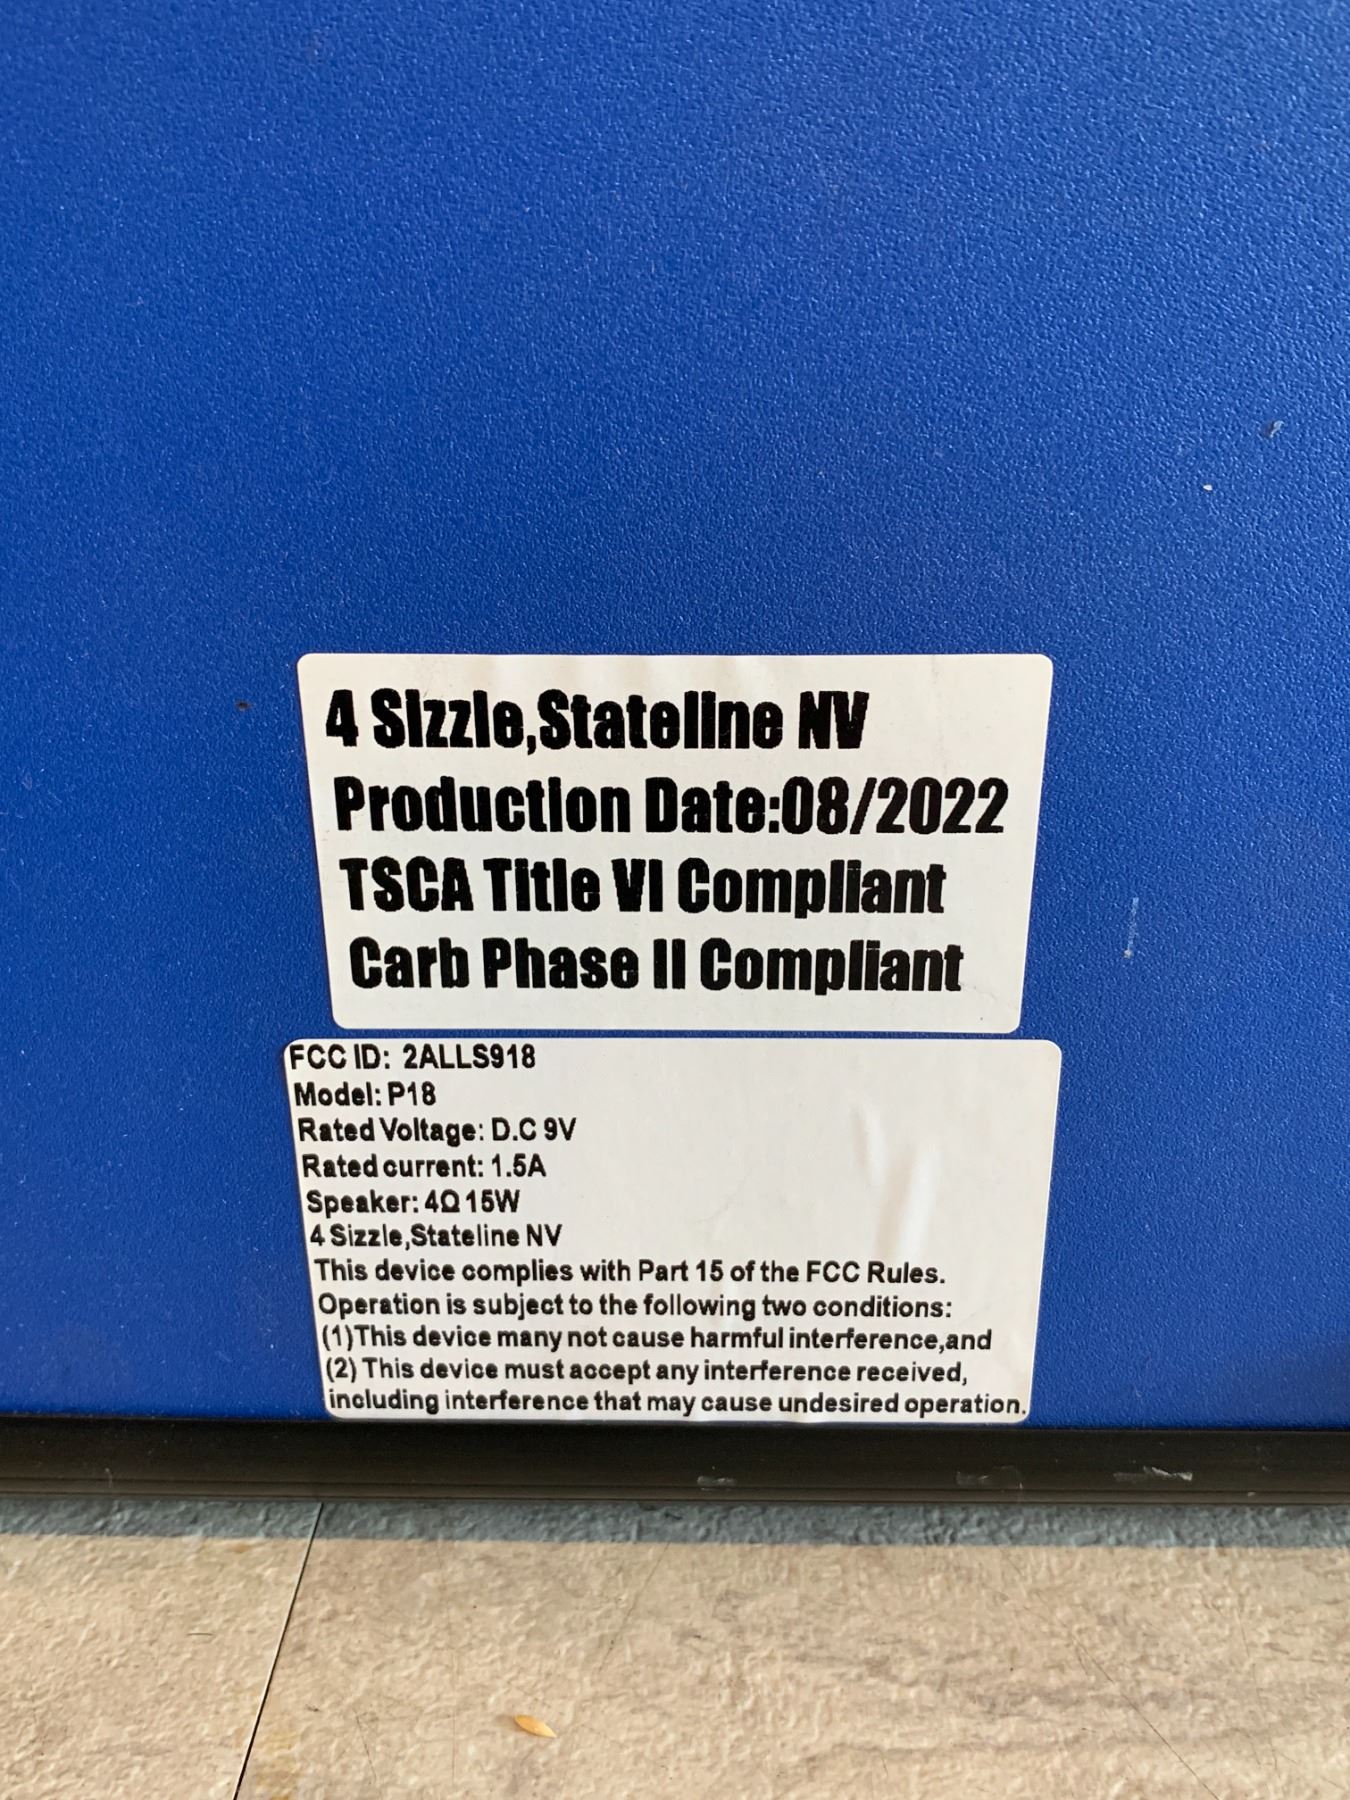 4 Sizzle,Stateline NV
Production Date:08/2022
TSCA Title VI Compliant
Carb Phase II Compliant
FCC ID: 2ALLS918
Model: P18
Rated Voltage: D.C 9V
Rated current: 1.5A
Speaker: 4Ω 15W
4 Sizzle,Stateline NV
This device complies with Part 15 of the FCC Rules.
Operation is subject to the following two conditions:
(1)This device many not cause harmful interference,and
(2) This device must accept any interference received,
including interference that may cause undesired operation.